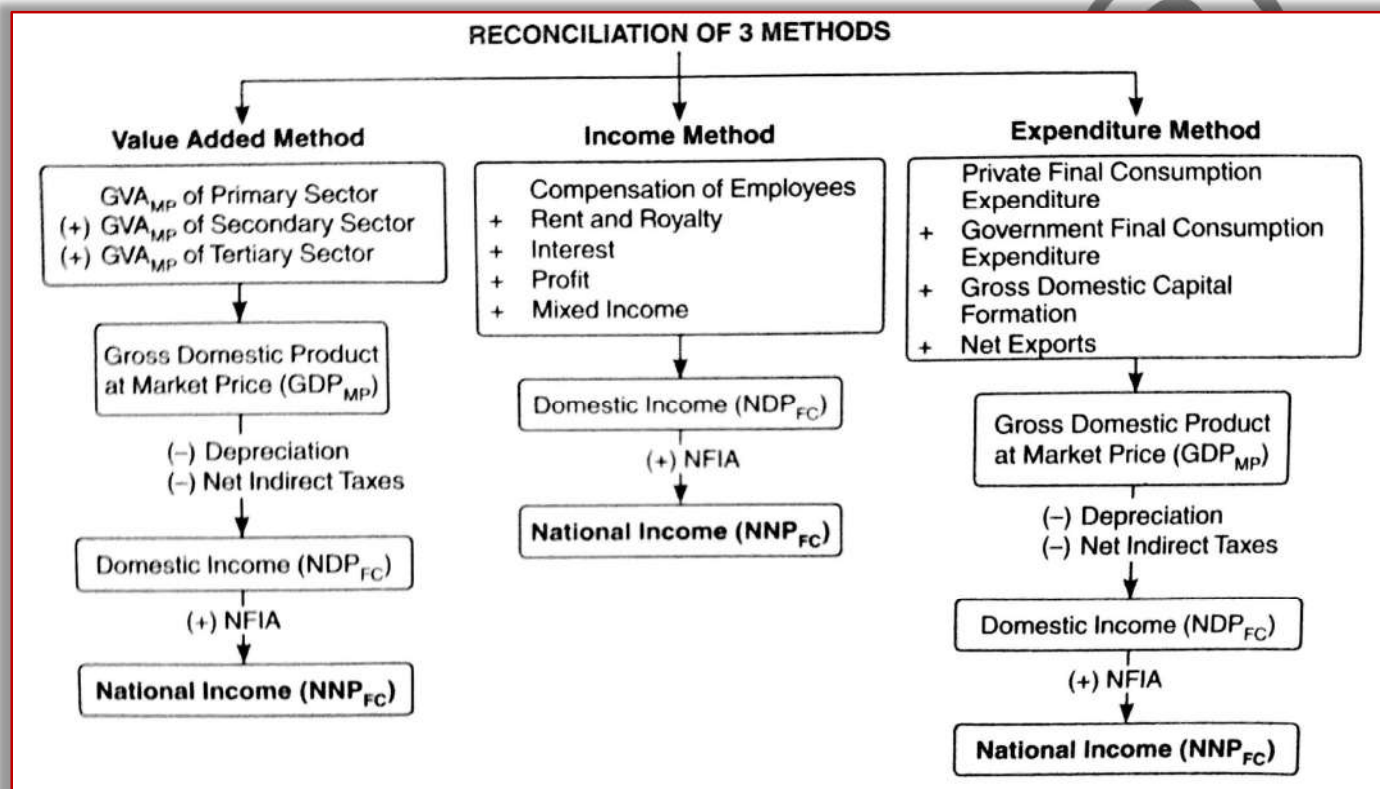 RECONCILIATION OF 3 METHODS
Value Added Method
GVA_MP of Primary Sector
(+) GVA_MP of Secondary Sector
(+) GVA_MP of Tertiary Sector
Gross Domestic Product
at Market Price (GDP_MP)
(–) Depreciation
(–) Net Indirect Taxes
Domestic Income (NDP_FC)
(+) NFIA
National Income (NNP_FC)
Income Method
Compensation of Employees
+ Rent and Royalty
+ Interest
+ Profit
+ Mixed Income
Domestic Income (NDP_FC)
(+) NFIA
National Income (NNP_FC)
Expenditure Method
Private Final Consumption
Expenditure
+ Government Final Consumption
Expenditure
+ Gross Domestic Capital
Formation
+ Net Exports
Gross Domestic Product
at Market Price (GDP_MP)
(–) Depreciation
(–) Net Indirect Taxes
Domestic Income (NDP_FC)
(+) NFIA
National Income (NNP_FC)